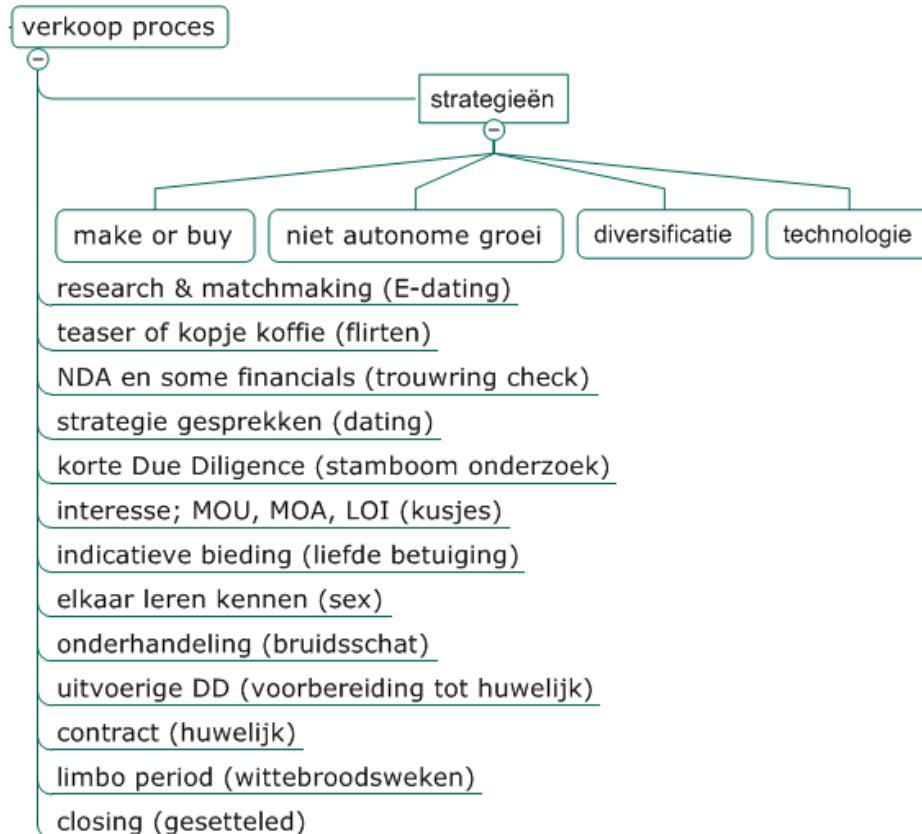 verkoop proces
strategieën
make or buy
niet autonome groei
diversificatie
technologie
research & matchmaking (E-dating)
teaser of kopje koffie (flirten)
NDA en some financials (trouwring check)
strategie gesprekken (dating)
korte Due Diligence (stamboom onderzoek)
interesse; MOU, MOA, LOI (kusjes)
indicatieve bieding (liefde betuiging)
elkaar leren kennen (sex)
onderhandeling (bruidsschat)
uitvoerige DD (voorbereiding tot huwelijk)
contract (huwelijk)
limbo period (wittebroodsweken)
closing (gesetteled)